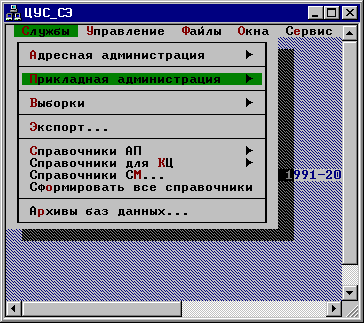 ЦУС_СЭ
Службы Управление Файлы Окна Сервис
Адресная администрация
Прикладная администрация
Выборки
Экспорт...
Справочники АП
Справочники для КЦ
Справочники СМ...
Сформировать все справочники
Архивы баз данных...
1991-20